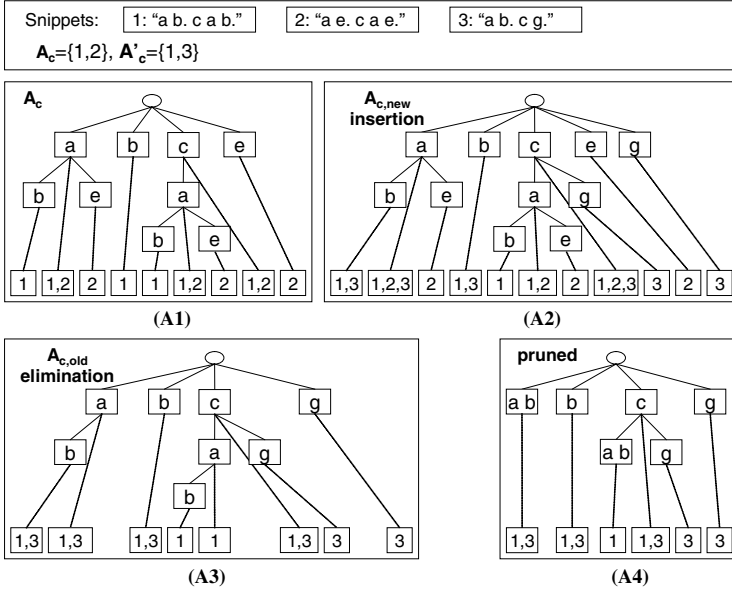 Snippets: 1: “a b. c a b.” 2: “a e. c a e.” 3: “a b. c g.”
Ac={1,2}, A'c={1,3}
Ac
a b c e
b e a
b e
1 1,2 2 1 1 1,2 2 1,2 2
(A1)
Ac,new
insertion
a b c e g
b e a g
b e
1,3 1,2,3 2 1,3 1 1,2 2 1,2,3 3 2 3
(A2)
Ac,old
elimination
a b c g
b a g
b
1,3 1,3 1,3 1 1 1,3 3 3
(A3)
pruned
a b b c g
a b g
1,3 1,3 1 1,3 3 3
(A4)